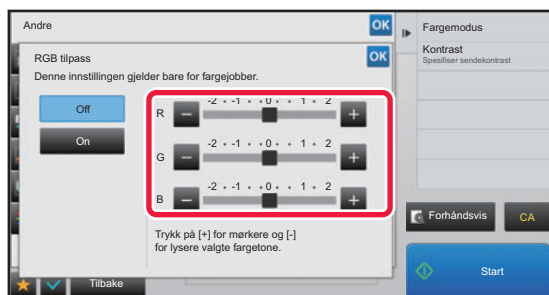 Andre
OK
RGB tilpass
OK
Denne innstillingen gjelder bare for fargejobber.
Off
On
R
-2 -1 0 1 2
G
-2 -1 0 1 2
B
-2 -1 0 1 2
Trykk på [+] for mørkere og [-]
for lysere valgte fargetone.
Tilbake
Fargemodus
Kontrast
Spesifiser sendekontrast
Forhåndsvis
CA
Start